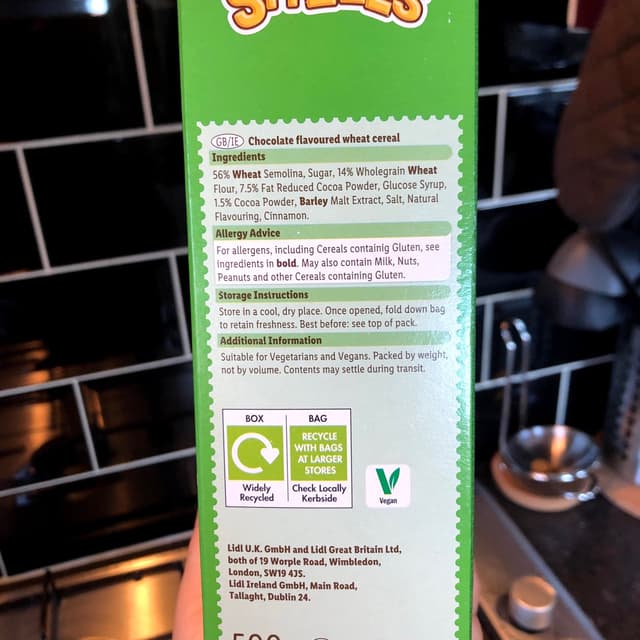 GB/IE Chocolate flavoured wheat cereal
Ingredients
56% Wheat Semolina, Sugar, 14% Wholegrain Wheat
Flour, 7.5% Fat Reduced Cocoa Powder, Glucose Syrup,
1.5% Cocoa Powder, Barley Malt Extract, Salt, Natural
Flavouring, Cinnamon.
Allergy Advice
For allergens, including Cereals containig Gluten, see
ingredients in bold. May also contain Milk, Nuts,
Peanuts and other Cereals containing Gluten.
Storage Instructions
Store in a cool, dry place. Once opened, fold down bag
to retain freshness. Best before: see top of pack.
Additional Information
Suitable for Vegetarians and Vegans. Packed by weight,
not by volume. Contents may settle during transit.
BOX
Widely
Recycled
BAG
RECYCLE
WITH BAGS
AT LARGER
STORES
Check Locally
Kerbside
Vegan
Lidl U.K. GmbH and Lidl Great Britain Ltd,
both of 19 Worple Road, Wimbledon,
London, SW19 4JS.
Lidl Ireland GmbH, Main Road,
Tallaght, Dublin 24.